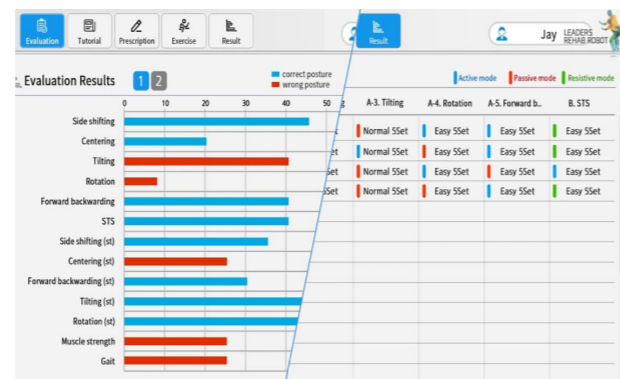 Evaluation
Tutorial
Prescription
Exercise
Result
Result
Jay
LEADERS
REHAB ROBOT
Evaluation Results
1 2
correct posture
wrong posture
Active mode Passive mode Resistive mode
0 10 20 30 40 50
Side shifting
Centering
Tilting
Rotation
Forward backwarding
STS
Side shifting (st)
Centering (st)
Forward backwarding (st)
Tilting (st)
Rotation (st)
Muscle strength
Gait
A-3. Tilting A-4. Rotation A-5. Forward b.. B. STS
Normal 5Set Easy 5Set Easy 5Set Easy 5Set
Normal 5Set Easy 5Set Easy 5Set Easy 5Set
Normal 5Set Easy 5Set Easy 5Set Easy 5Set
Normal 5Set Easy 5Set Easy 5Set Easy 5Set